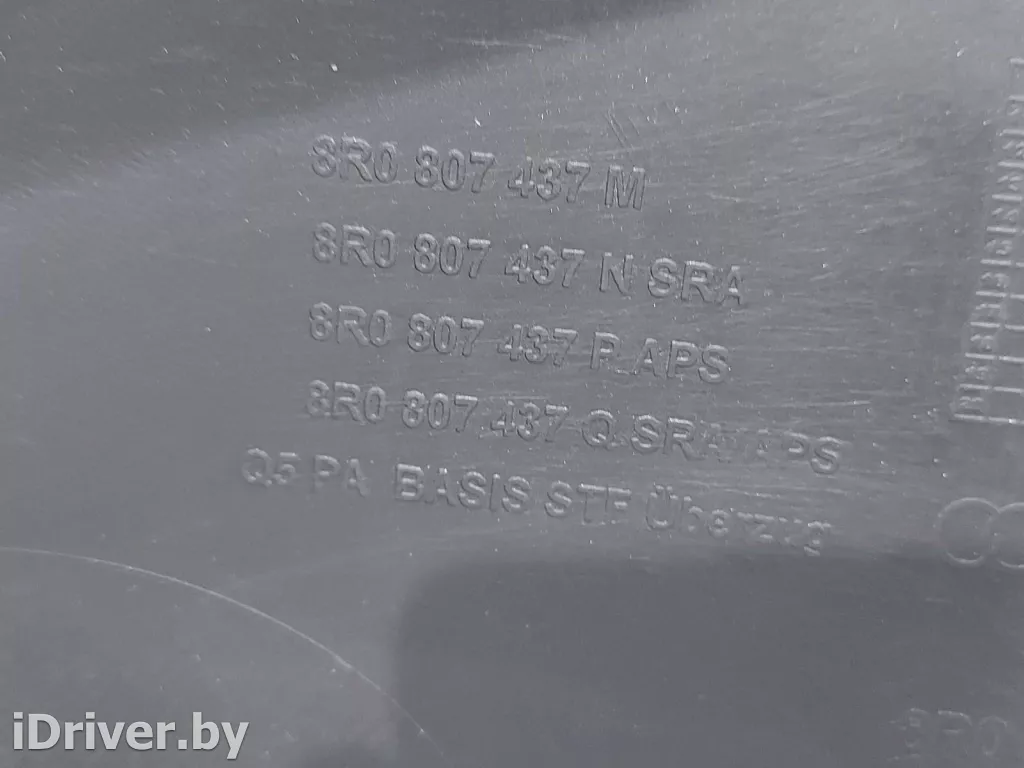 8R0 807 437 M
8R0 807 437 N SRA
8R0 807 437 P APS
8R0 807 437 Q SRA/APS
Q5 PA BASIS STF Überzug
8R0
iDriver.by